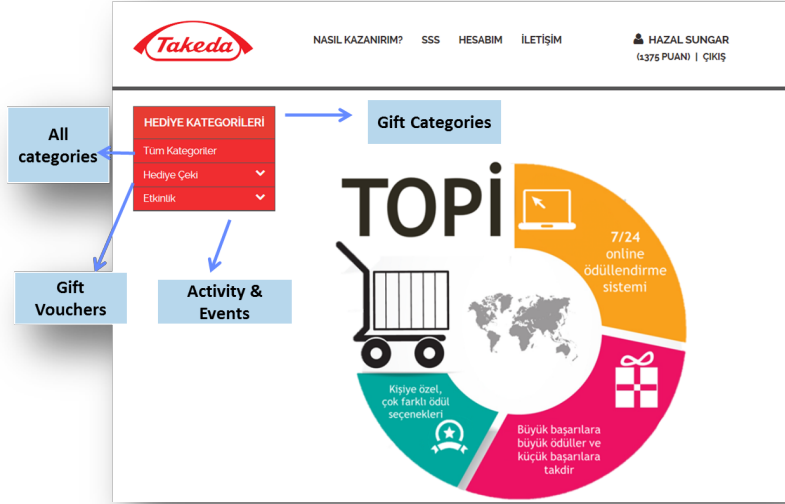 Takeda
NASIL KAZANIRIM? SSS HESABIM İLETİŞİM
HAZAL SUNGAR
(1375 PUAN) | ÇIKIŞ
HEDİYE KATEGORİLERİ
Tüm Kategoriler
Hediye Çeki
Etkinlik
Gift Categories
All
categories
Gift
Vouchers
Activity &
Events
TOPİ
7/24
online
ödüllendirme
sistemi
Kişiye özel,
çok farklı ödül
seçenekleri
Büyük başarılara
büyük ödüller ve
küçük başarılara
takdir